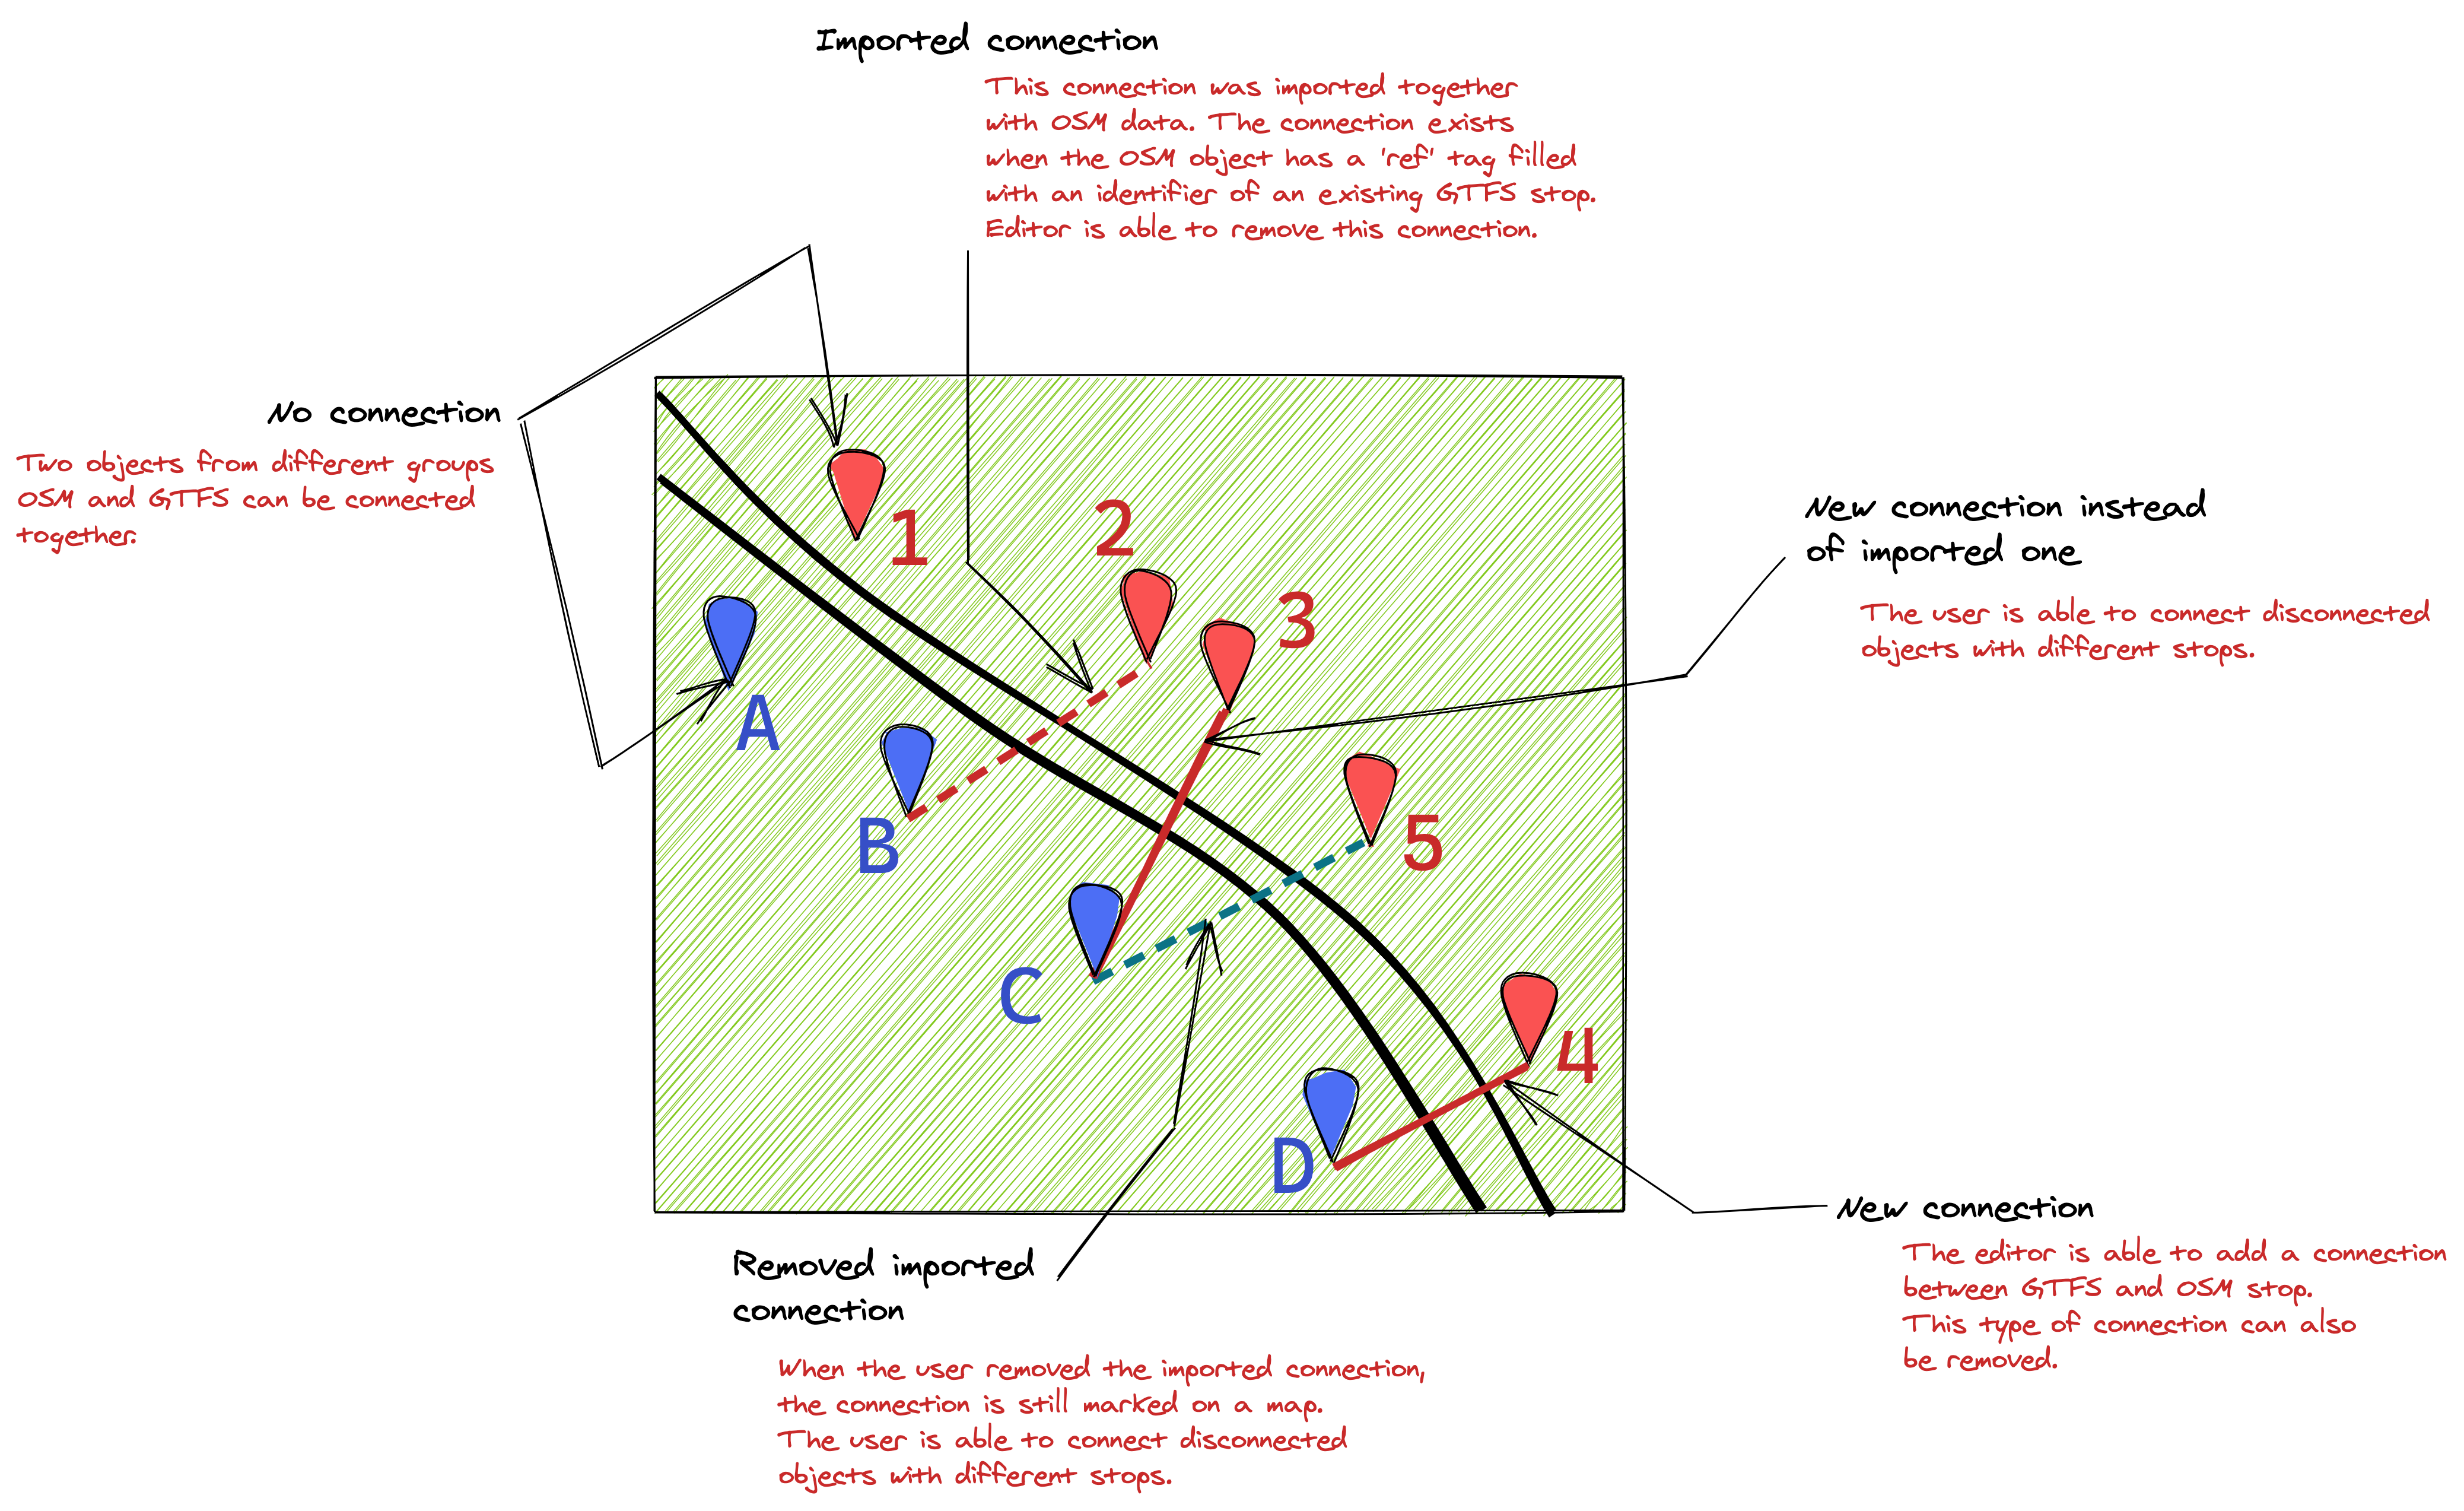 Imported connection
This connection was imported together
with OSM data. The connection exists
when the OSM object has a 'ref' tag filled
with an identifier of an existing GTFS stop.
Editor is able to remove this connection.
No connection
Two objects from different groups
OSM and GTFS can be connected
together.
New connection instead
of imported one
The user is able to connect disconnected
objects with different stops.
1
2
3
A
B
5
C
4
D
New connection
The editor is able to add a connection
between GTFS and OSM stop.
This type of connection can also
be removed.
Removed imported
connection
When the user removed the imported connection,
the connection is still marked on a map.
The user is able to connect disconnected
objects with different stops.